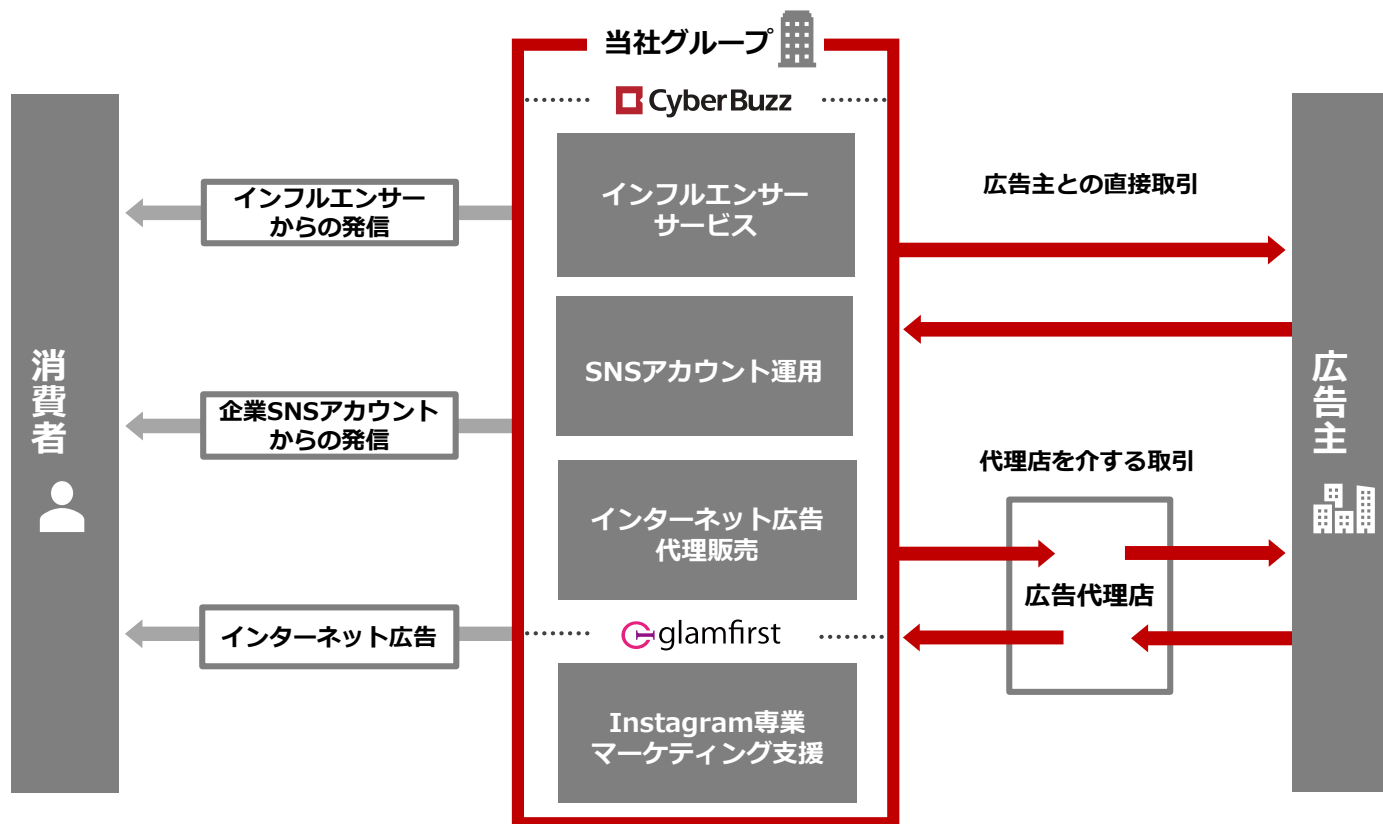 当社グループ
CyberBuzz
インフルエンサー
サービス
SNSアカウント運用
インターネット広告
代理販売
glamfirst
Instagram専業
マーケティング支援
消費者
インフルエンサー
からの発信
企業SNSアカウント
からの発信
インターネット広告
広告主との直接取引
代理店を介する取引
広告代理店
広告主